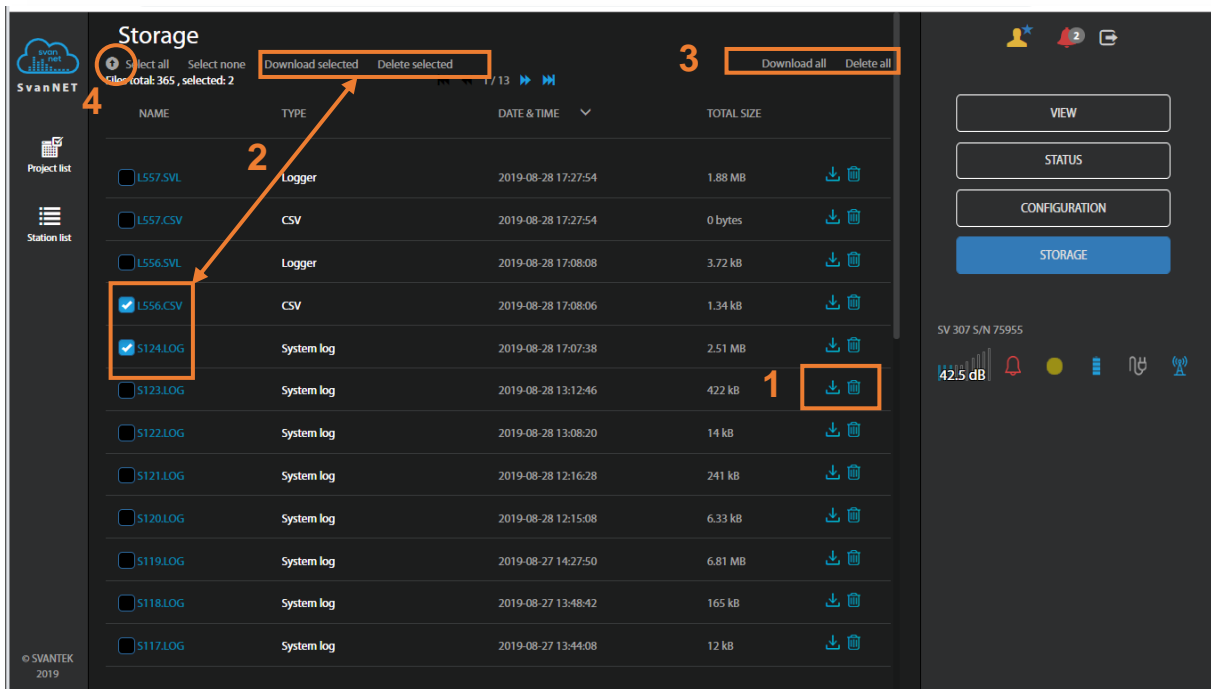 Storage
svan
net
SvanNET
Select all Select none Download selected Delete selected
3
Download all Delete all
2
Files total: 365 , selected: 2
1 / 13
4
NAME TYPE DATE & TIME TOTAL SIZE
2
Project list
Station list
L557.SVL Logger 2019-08-28 17:27:54 1.88 MB
L557.CSV CSV 2019-08-28 17:27:54 0 bytes
L556.SVL Logger 2019-08-28 17:08:08 3.72 kB
L556.CSV CSV 2019-08-28 17:08:06 1.34 kB
S124.LOG System log 2019-08-28 17:07:38 2.51 MB
S123.LOG System log 2019-08-28 13:12:46 422 kB
1
S122.LOG System log 2019-08-28 13:08:20 14 kB
S121.LOG System log 2019-08-28 12:16:28 241 kB
S120.LOG System log 2019-08-28 12:15:08 6.33 kB
S119.LOG System log 2019-08-27 14:27:50 6.81 MB
S118.LOG System log 2019-08-27 13:48:42 165 kB
S117.LOG System log 2019-08-27 13:44:08 12 kB
© SVANTEK
2019
VIEW
STATUS
CONFIGURATION
STORAGE
SV 307 S/N 75955
42.5 dB